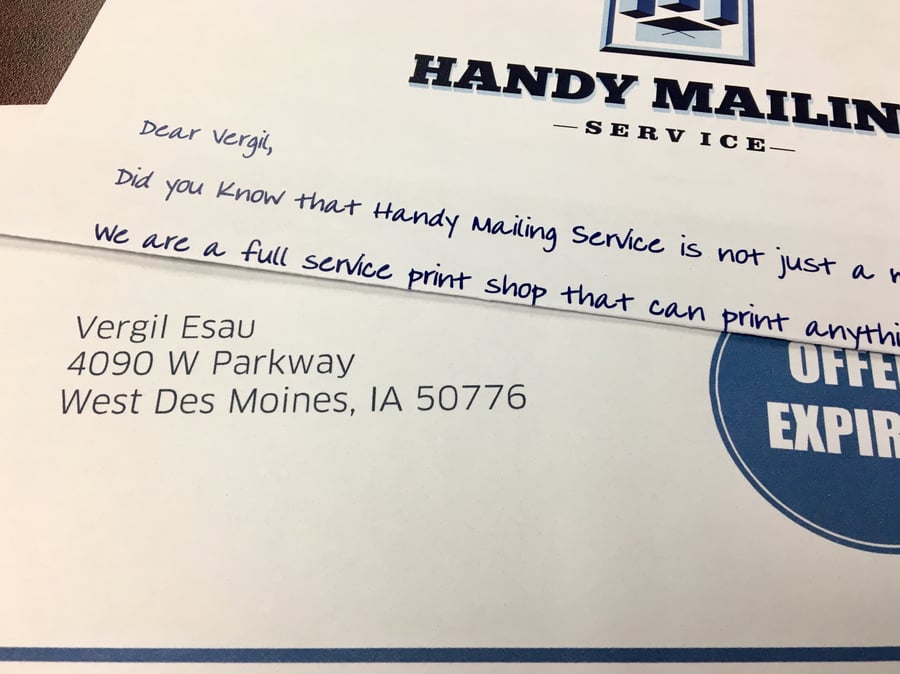 HANDY MAILIN
—SERVICE—
Dear Vergil,
Did you know that Handy Mailing Service is not just a
We are a full service print shop that can print anythi
Vergil Esau
4090 W Parkway
West Des Moines, IA 50776
OFFE
EXPIR